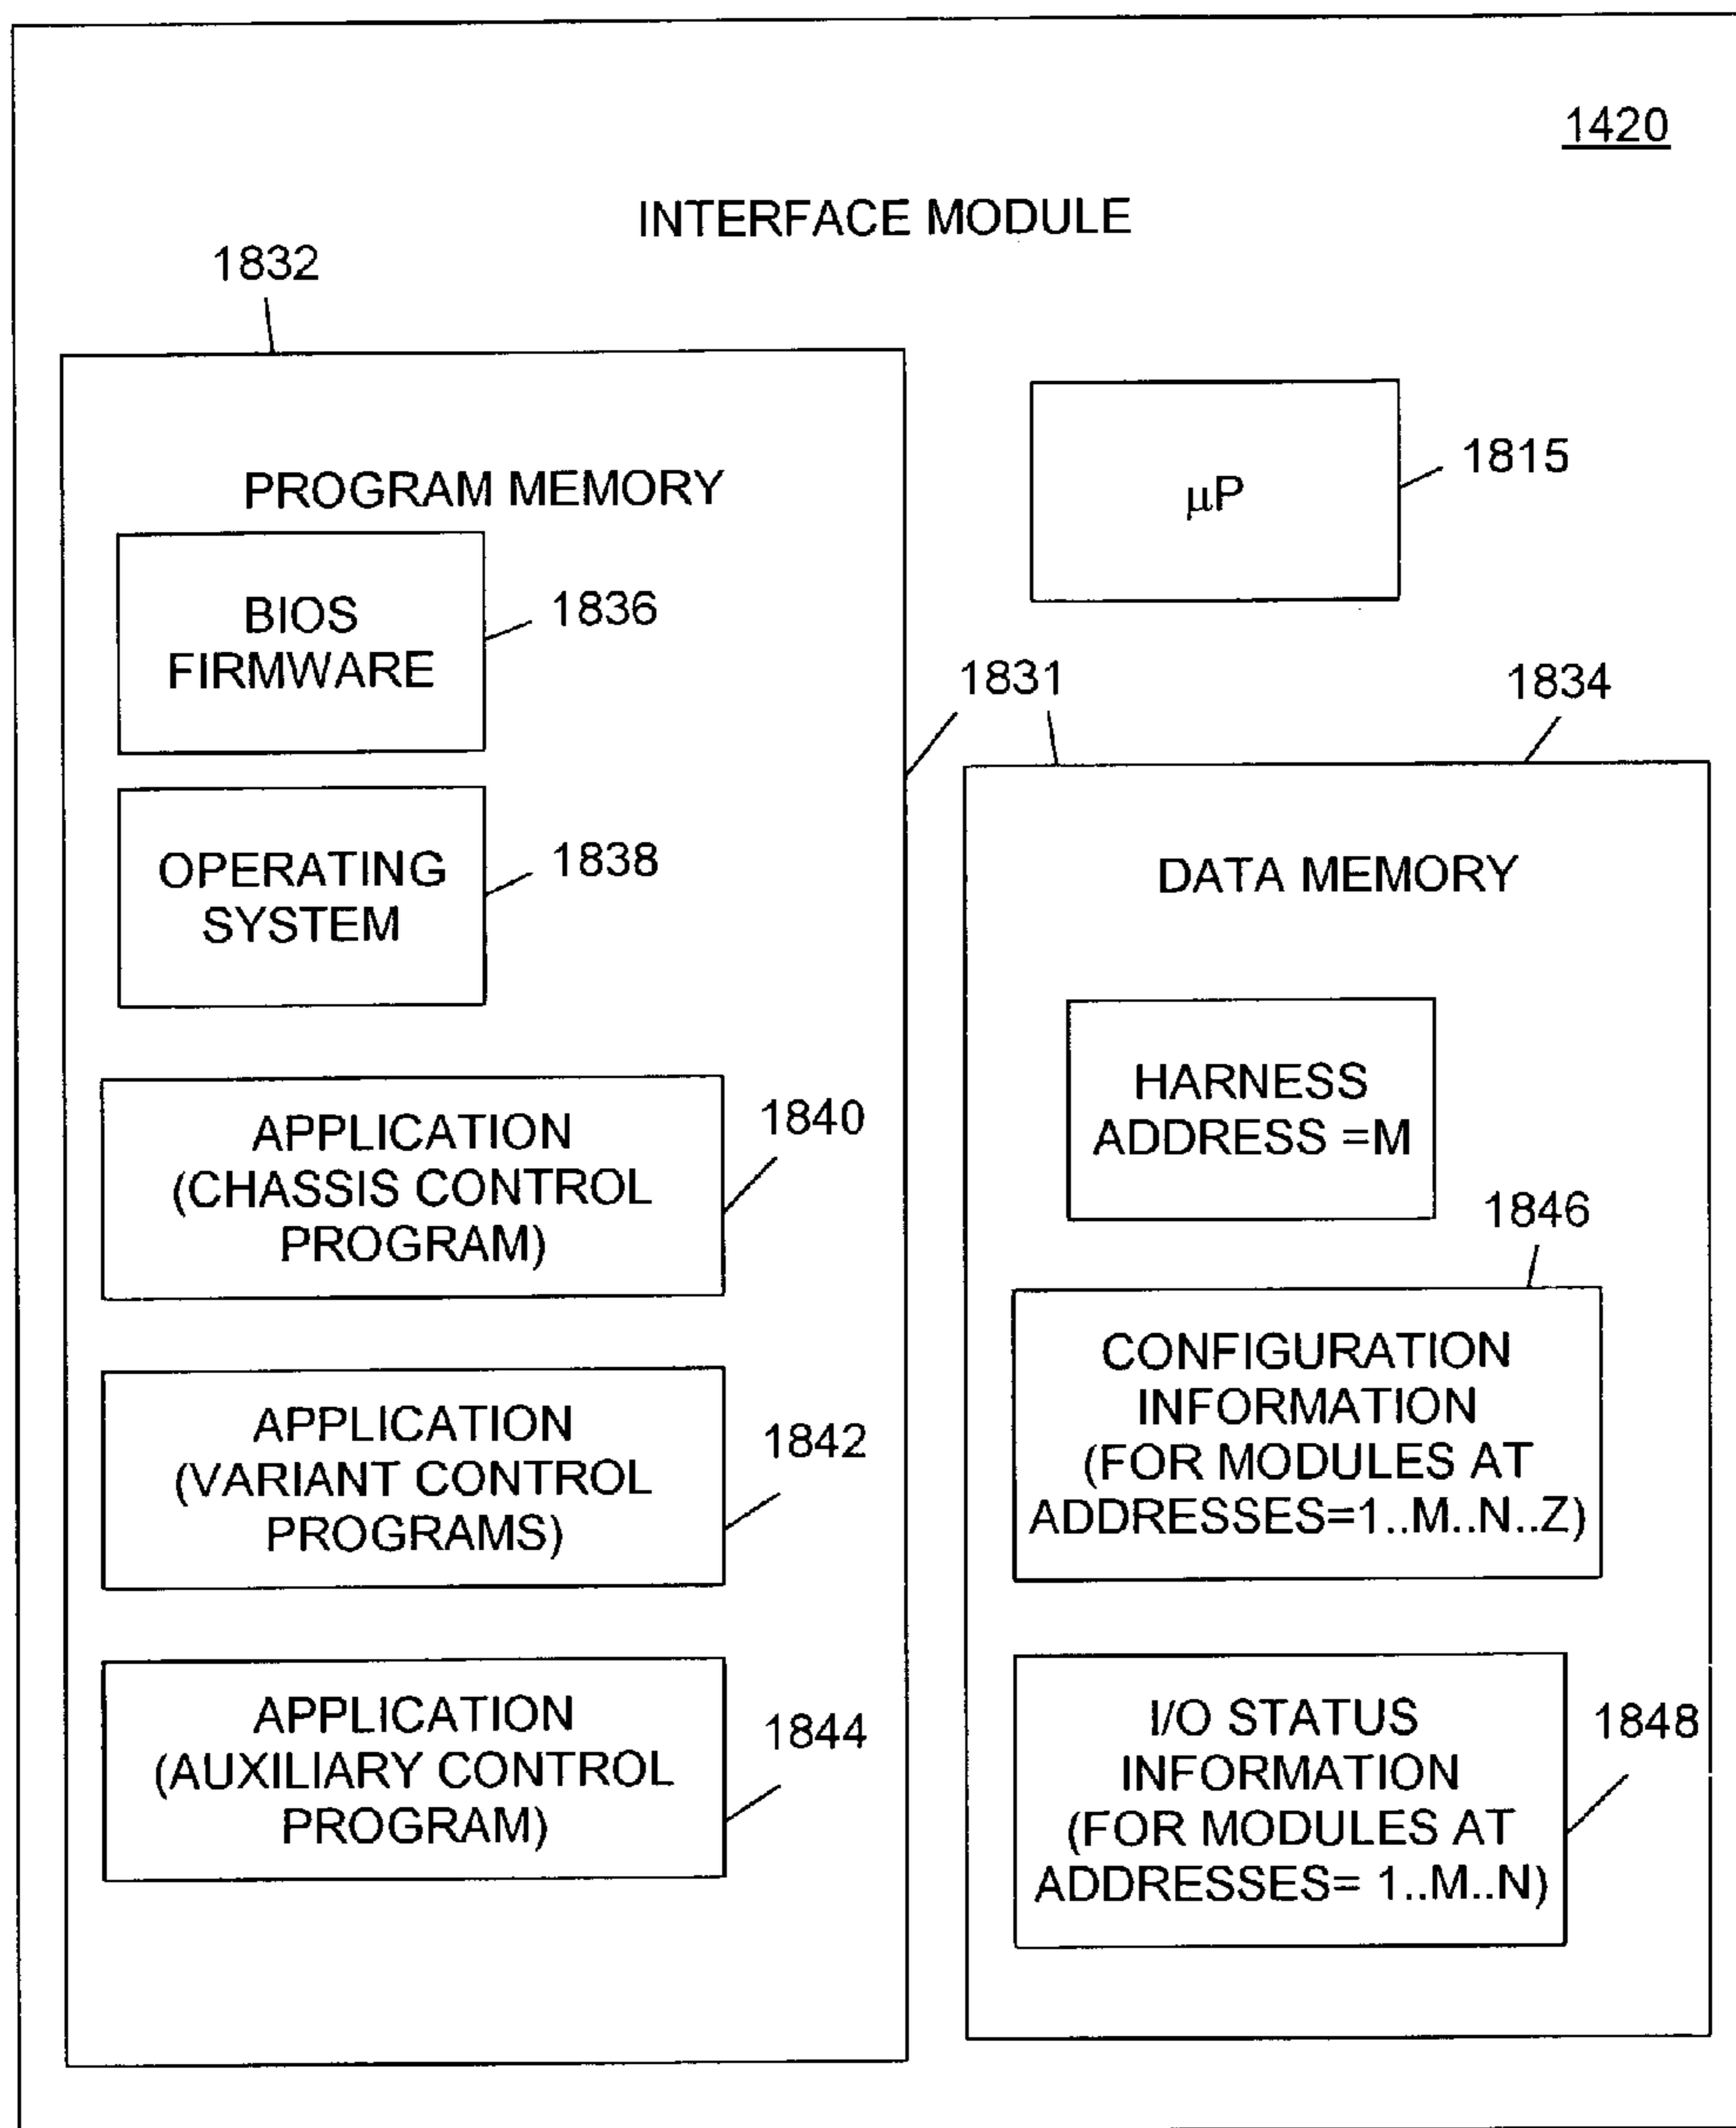 1420
INTERFACE MODULE
1832
PROGRAM MEMORY
BIOS
FIRMWARE
1836
OPERATING
SYSTEM
1838
APPLICATION
(CHASSIS CONTROL
PROGRAM)
1840
APPLICATION
(VARIANT CONTROL
PROGRAMS)
1842
APPLICATION
(AUXILIARY CONTROL
PROGRAM)
1844
μP
1815
1831
1834
DATA MEMORY
HARNESS
ADDRESS =M
1846
CONFIGURATION
INFORMATION
(FOR MODULES AT
ADDRESSES=1..M..N..Z)
I/O STATUS
INFORMATION
(FOR MODULES AT
ADDRESSES= 1..M..N)
1848